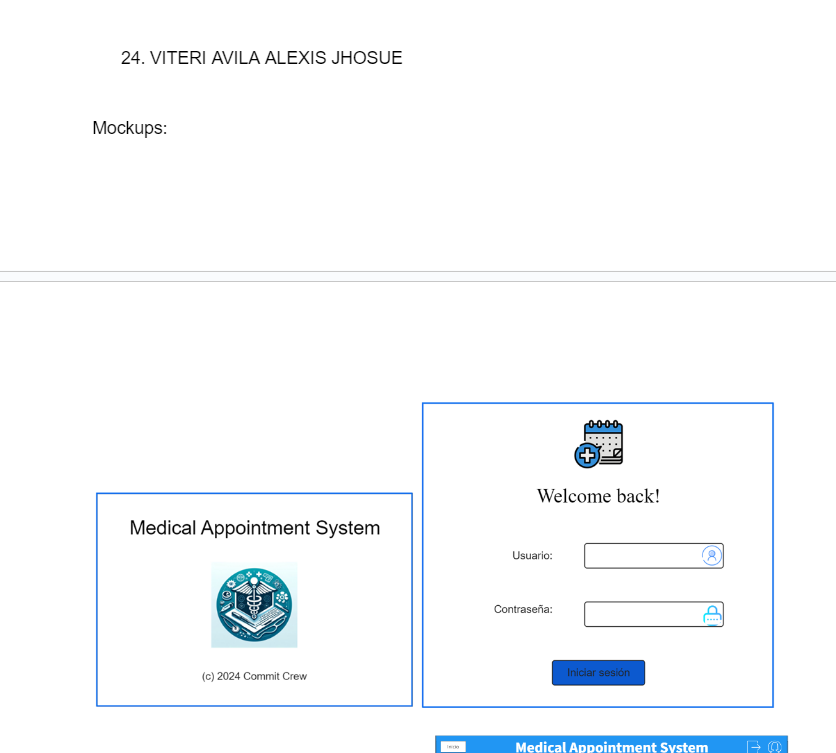 24. VITERI AVILA ALEXIS JHOSUE
Mockups:
Medical Appointment System
(c) 2024 Commit Crew
Welcome back!
Usuario:
Contraseña:
Iniciar sesión
Inicio
Medical Appointment System